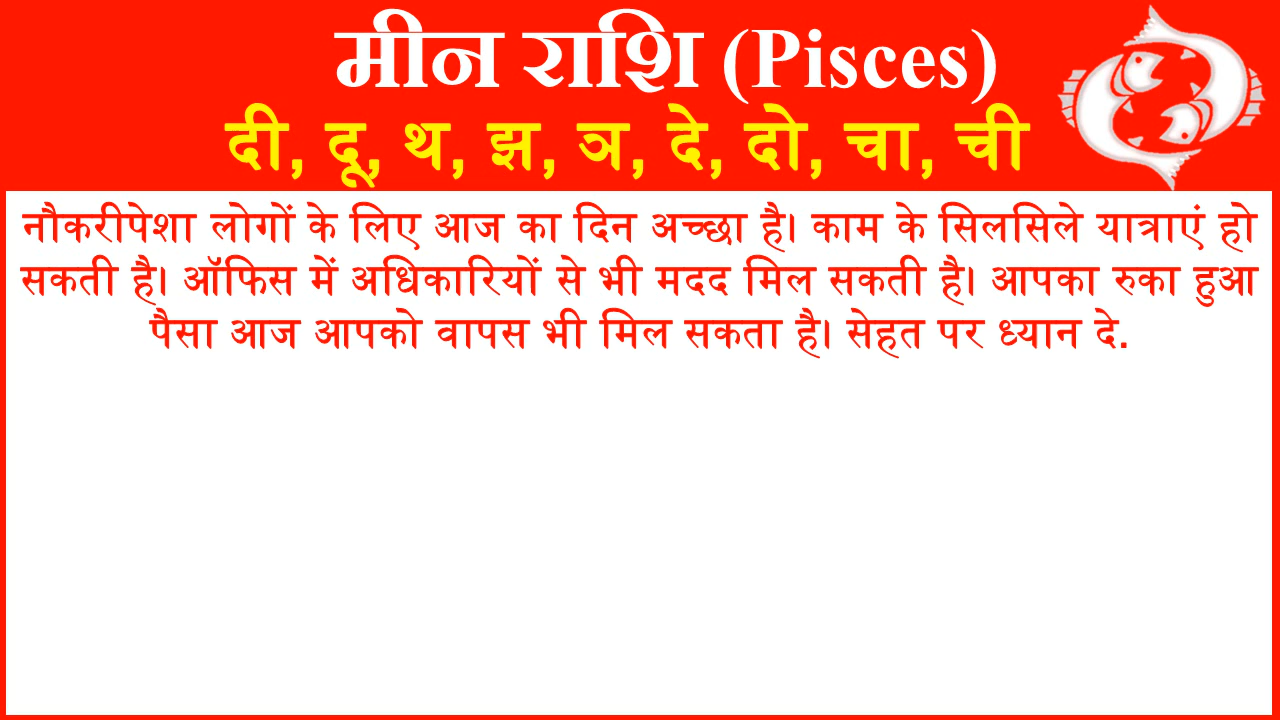 मीन राशि (Pisces)
दी, दू, थ, झ, ञ, दे, दो, चा, ची
नौकरीपेशा लोगों के लिए आज का दिन अच्छा है। काम के सिलसिले यात्राएं हो
सकती है। ऑफिस में अधिकारियों से भी मदद मिल सकती है। आपका रुका हुआ
पैसा आज आपको वापस भी मिल सकता है। सेहत पर ध्यान दे.